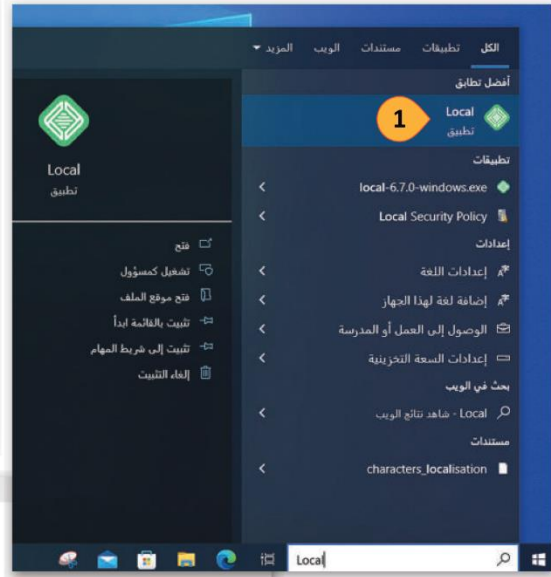 الكل تطبيقات مستندات الويب المزيد
أفضل تطابق
Local
تطبيق
1
تطبيقات
local-6.7.0-windows.exe
Local Security Policy
إعدادات
إعدادات اللغة
إضافة لغة لهذا الجهاز
الوصول إلى العمل أو المدرسة
إعدادات السعة التخزينية
بحث في الويب
Local - شاهد نتائج الويب
مستندات
characters_localisation
Local
تطبيق
فتح
تشغيل كمسؤول
فتح موقع الملف
تثبيت بالقائمة ابدأ
تثبيت إلى شريط المهام
إلغاء التثبيت
Local